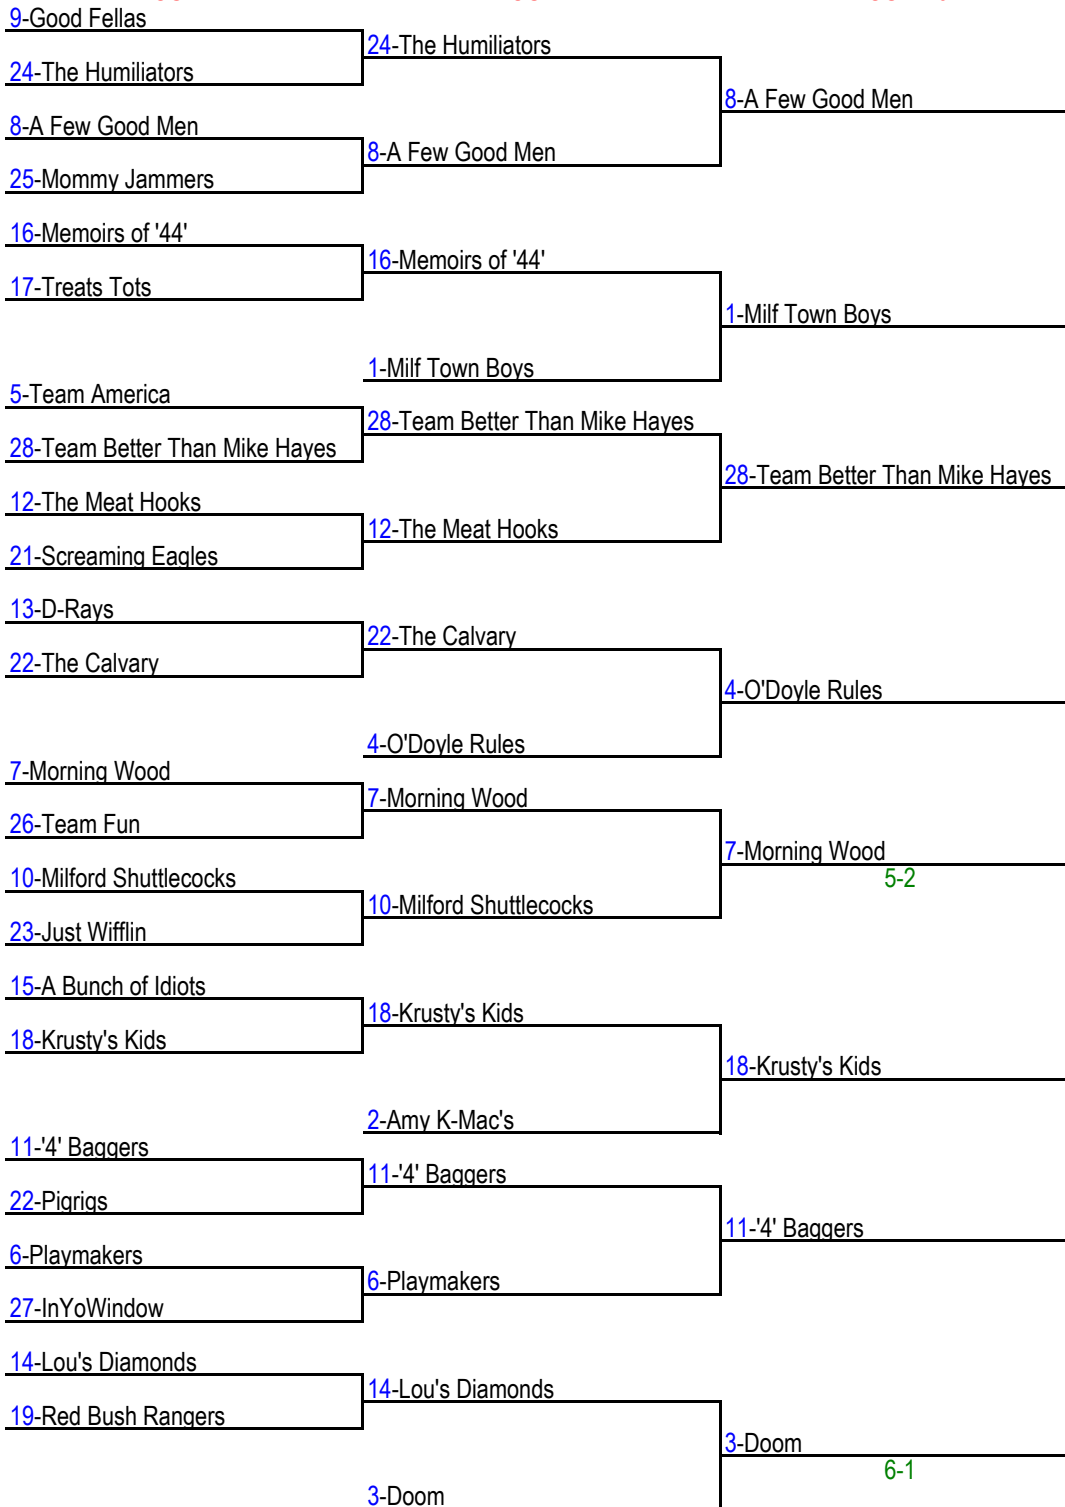 9-Good Fellas
24-The Humiliators
24-The Humiliators
8-A Few Good Men
8-A Few Good Men
8-A Few Good Men
25-Mommy Jammers
16-Memoirs of '44'
16-Memoirs of '44'
17-Treats Tots
1-Milf Town Boys
1-Milf Town Boys
5-Team America
28-Team Better Than Mike Hayes
28-Team Better Than Mike Hayes
28-Team Better Than Mike Hayes
12-The Meat Hooks
12-The Meat Hooks
21-Screaming Eagles
13-D-Rays
22-The Calvary
22-The Calvary
4-O'Doyle Rules
4-O'Doyle Rules
7-Morning Wood
7-Morning Wood
26-Team Fun
7-Morning Wood
5-2
10-Milford Shuttlecocks
10-Milford Shuttlecocks
23-Just Wifflin
15-A Bunch of Idiots
18-Krusty's Kids
18-Krusty's Kids
18-Krusty's Kids
2-Amy K-Mac's
11-'4' Baggers
11-'4' Baggers
22-Pigrigs
11-'4' Baggers
6-Playmakers
6-Playmakers
27-InYoWindow
14-Lou's Diamonds
14-Lou's Diamonds
19-Red Bush Rangers
3-Doom
6-1
3-Doom